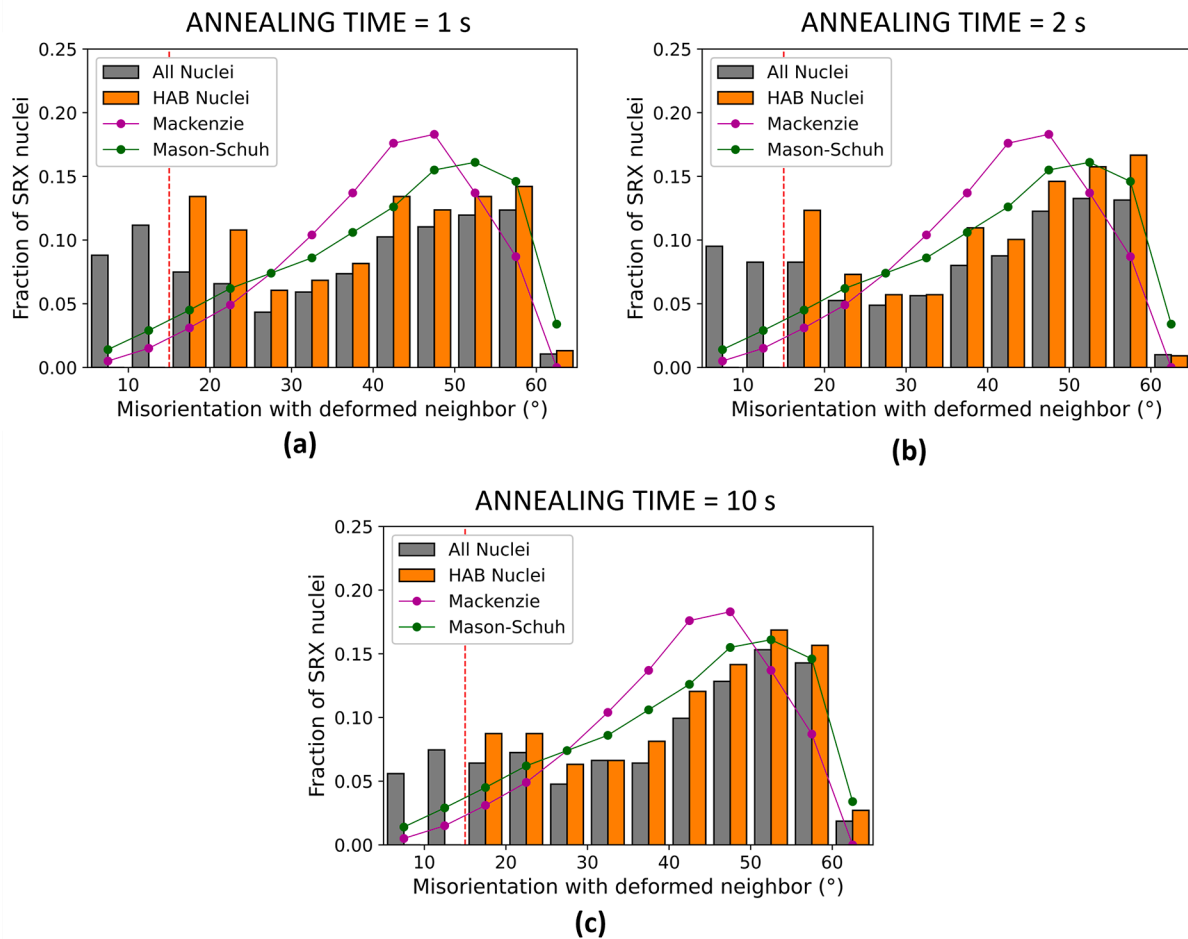 ANNEALING TIME = 1 s
0.25
0.20
0.15
0.10
0.05
0.00
Fraction of SRX nuclei
All Nuclei
HAB Nuclei
Mackenzie
Mason-Schuh
10 20 30 40 50 60
Misorientation with deformed neighbor (°)
(a)
ANNEALING TIME = 2 s
0.25
0.20
0.15
0.10
0.05
0.00
Fraction of SRX nuclei
All Nuclei
HAB Nuclei
Mackenzie
Mason-Schuh
10 20 30 40 50 60
Misorientation with deformed neighbor (°)
(b)
ANNEALING TIME = 10 s
0.25
0.20
0.15
0.10
0.05
0.00
Fraction of SRX nuclei
All Nuclei
HAB Nuclei
Mackenzie
Mason-Schuh
10 20 30 40 50 60
Misorientation with deformed neighbor (°)
(c)